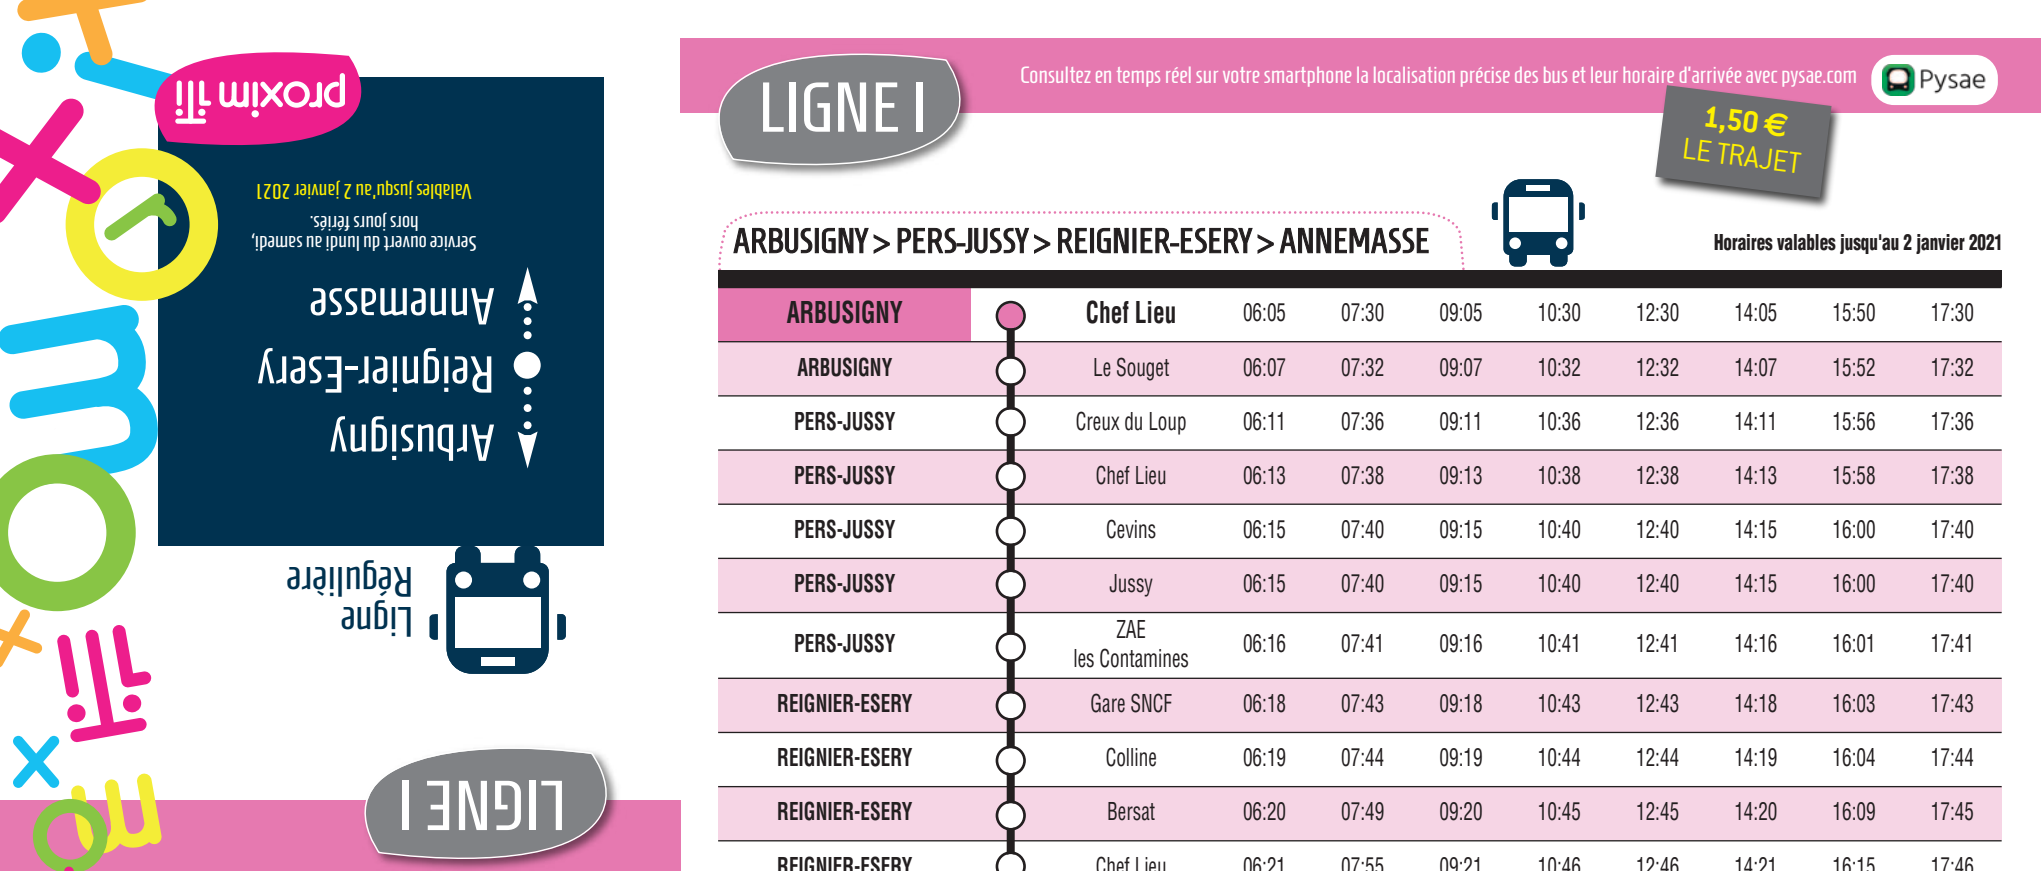 proxim iTi
Valables jusqu'au 2 janvier 2021
Service ouvert du lundi au samedi,
hors jours fériés.
Arbusigny
Reignier-Esery
Annemasse
Ligne
Régulière
LIGNE 1
LIGNE 1
Consultez en temps réel sur votre smartphone la localisation précise des bus et leur horaire d'arrivée avec pysae.com
Pysae
1,50 €
LE TRAJET
ARBUSIGNY > PERS-JUSSY > REIGNIER-ESERY > ANNEMASSE
Horaires valables jusqu'au 2 janvier 2021
ARBUSIGNY Chef Lieu 06:05 07:30 09:05 10:30 12:30 14:05 15:50 17:30
ARBUSIGNY Le Souget 06:07 07:32 09:07 10:32 12:32 14:07 15:52 17:32
PERS-JUSSY Creux du Loup 06:11 07:36 09:11 10:36 12:36 14:11 15:56 17:36
PERS-JUSSY Chef Lieu 06:13 07:38 09:13 10:38 12:38 14:13 15:58 17:38
PERS-JUSSY Cevins 06:15 07:40 09:15 10:40 12:40 14:15 16:00 17:40
PERS-JUSSY Jussy 06:15 07:40 09:15 10:40 12:40 14:15 16:00 17:40
PERS-JUSSY ZAE
les Contamines 06:16 07:41 09:16 10:41 12:41 14:16 16:01 17:41
REIGNIER-ESERY Gare SNCF 06:18 07:43 09:18 10:43 12:43 14:18 16:03 17:43
REIGNIER-ESERY Colline 06:19 07:44 09:19 10:44 12:44 14:19 16:04 17:44
REIGNIER-ESERY Bersat 06:20 07:49 09:20 10:45 12:45 14:20 16:09 17:45
REIGNIER-ESERY Chef Lieu 06:21 07:55 09:21 10:46 12:46 14:21 16:15 17:46